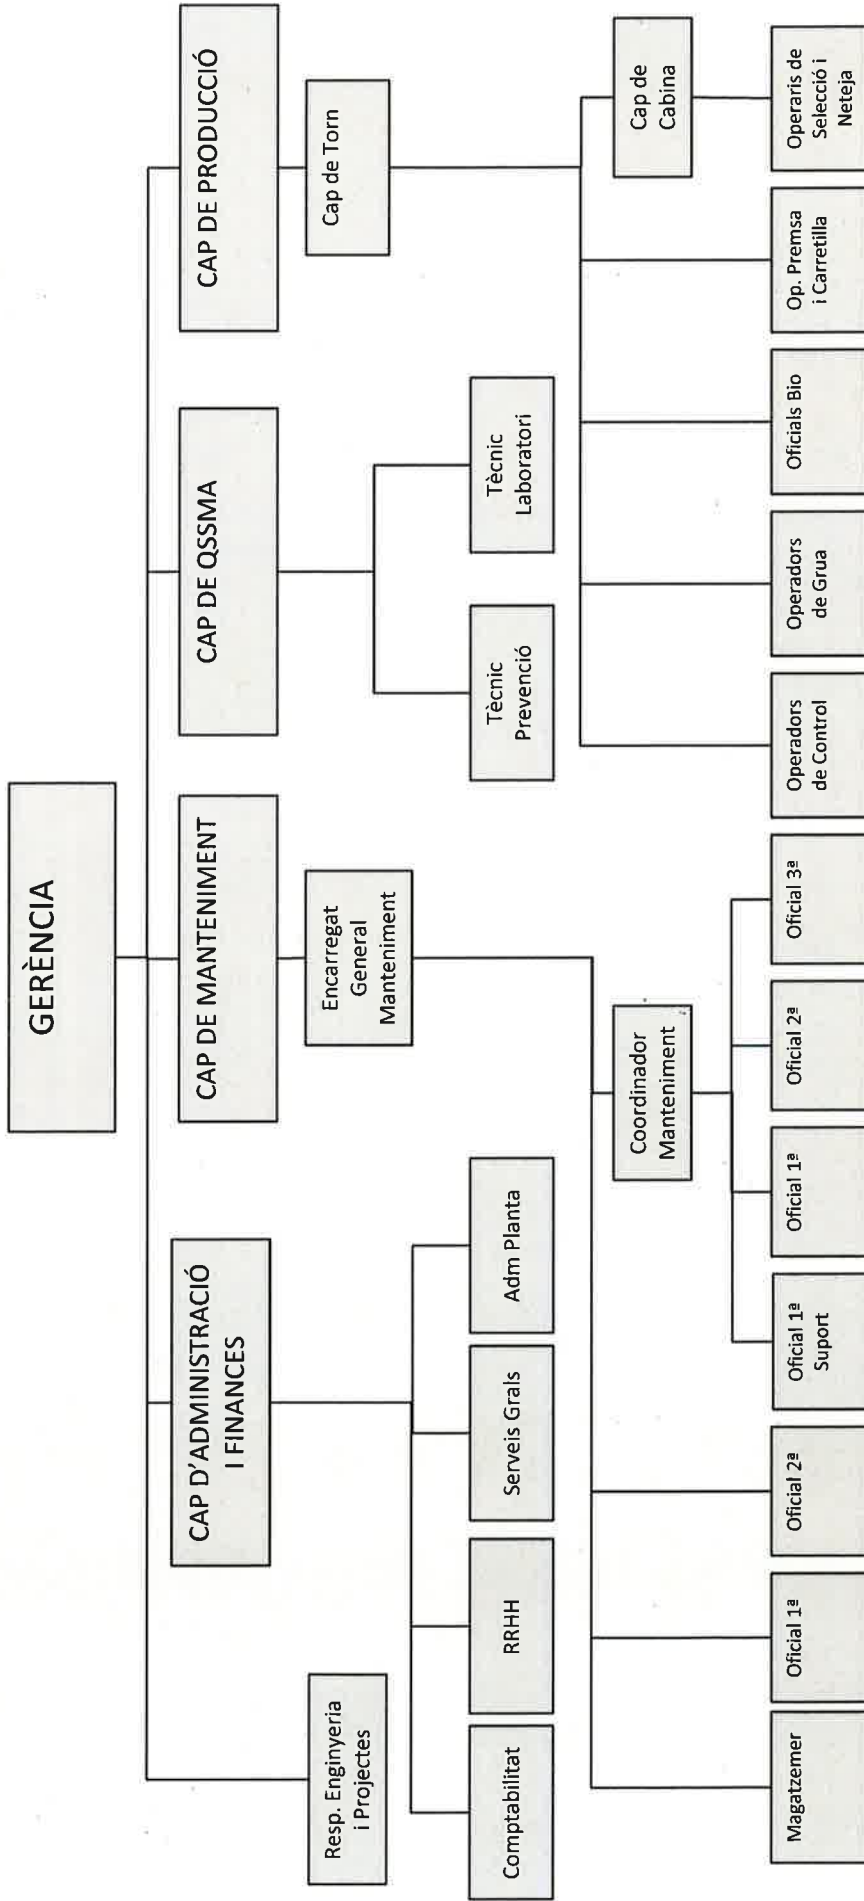 GERÈNCIA
CAP D'ADMINISTRACIÓ
I FINANCES
CAP DE MANTENIMENT
CAP DE QSSMA
CAP DE PRODUCCIÓ
Resp. Enginyeria
i Projectes
Encarregat
General
Manteniment
Cap de Torn
Comptabilitat
RRHH
Serveis Grals
Adm Planta
Tècnic
Prevenció
Tècnic
Laboratori
Coordinador
Manteniment
Cap de
Cabina
Magatzemer
Oficial 1ª
Oficial 2ª
Oficial 1ª
Suport
Oficial 1ª
Oficial 2ª
Oficial 3ª
Operadors
de Control
Operadors
de Grua
Oficials Bio
Op. Premsa
i Carretilla
Operaris de
Selecció i
Neteja